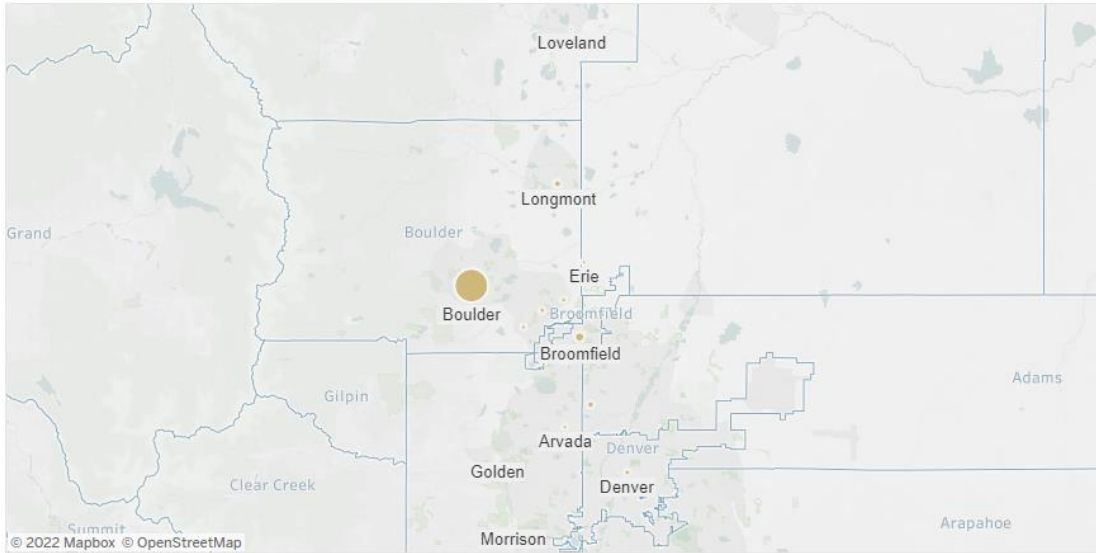 Loveland
Longmont
Grand
Boulder
Erie
Boulder
Broomfield
Broomfield
Gilpin
Adams
Arvada
Denver
Golden
Clear Creek
Denver
Summit
Arapahoe
Morrison
© 2022 Mapbox © OpenStreetMap